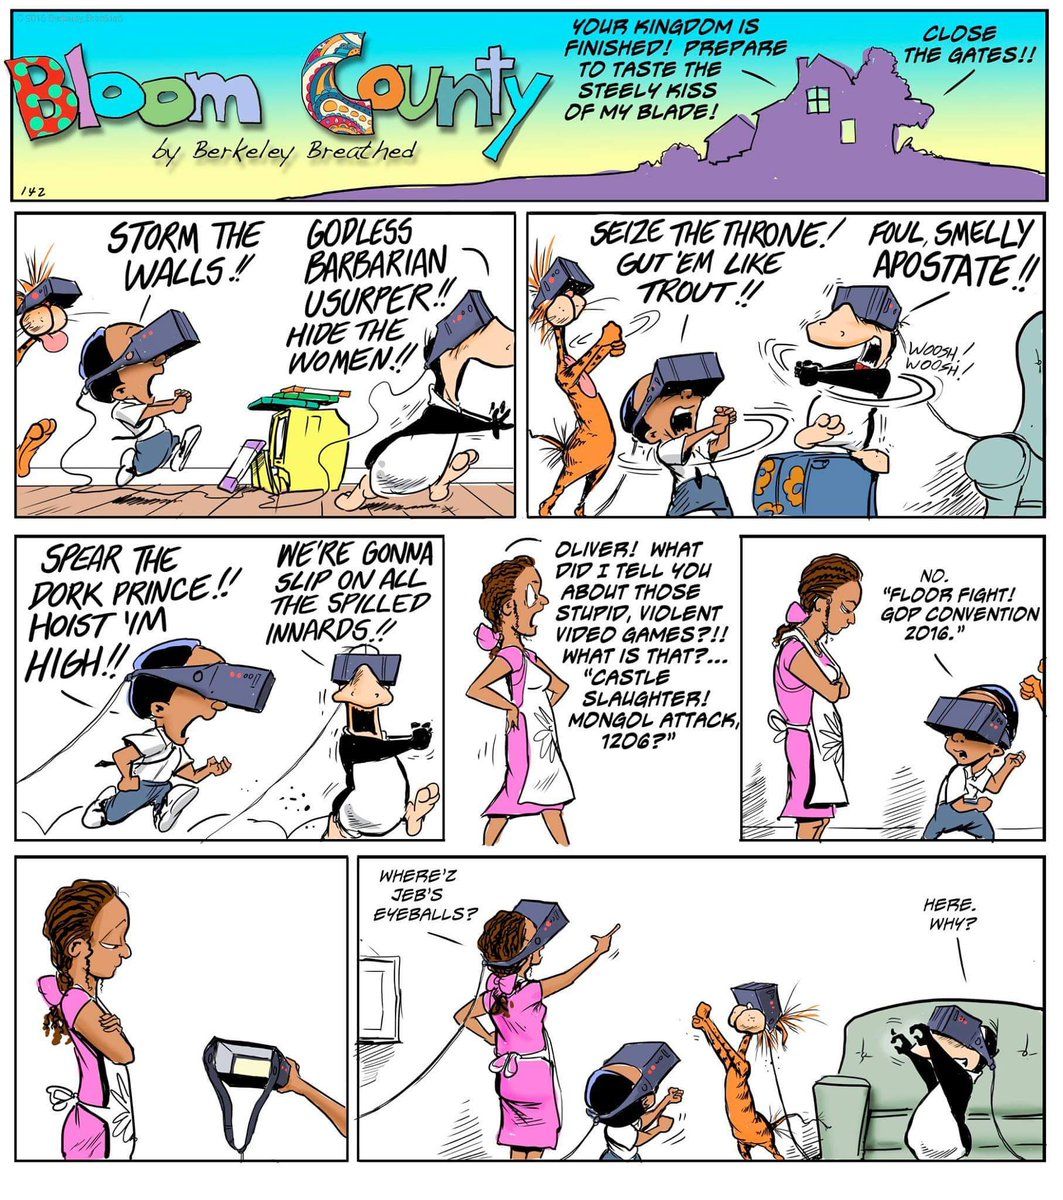 © 2016 Berkeley Breathed
Bloom County
by Berkeley Breathed
142
YOUR KINGDOM IS
FINISHED! PREPARE
TO TASTE THE
STEELY KISS
OF MY BLADE!
CLOSE
THE GATES!!
STORM THE
WALLS!!
GODLESS
BARBARIAN
USURPER!!
HIDE THE
WOMEN!!
SEIZE THE THRONE!
GUT 'EM LIKE
TROUT!!
FOUL, SMELLY
APOSTATE!!
WOOSH!
WOOSH!
SPEAR THE
DORK PRINCE!!
HOIST 'IM
HIGH!!
WE'RE GONNA
SLIP ON ALL
THE SPILLED
INNARDS!!
OLIVER! WHAT
DID I TELL YOU
ABOUT THOSE
STUPID, VIOLENT
VIDEO GAMES?!!
WHAT IS THAT?...
"CASTLE
SLAUGHTER!
MONGOL ATTACK,
1206?"
NO.
"FLOOR FIGHT!
GOP CONVENTION
2016."
WHERE'Z
JEB'S
EYEBALLS?
HERE.
WHY?